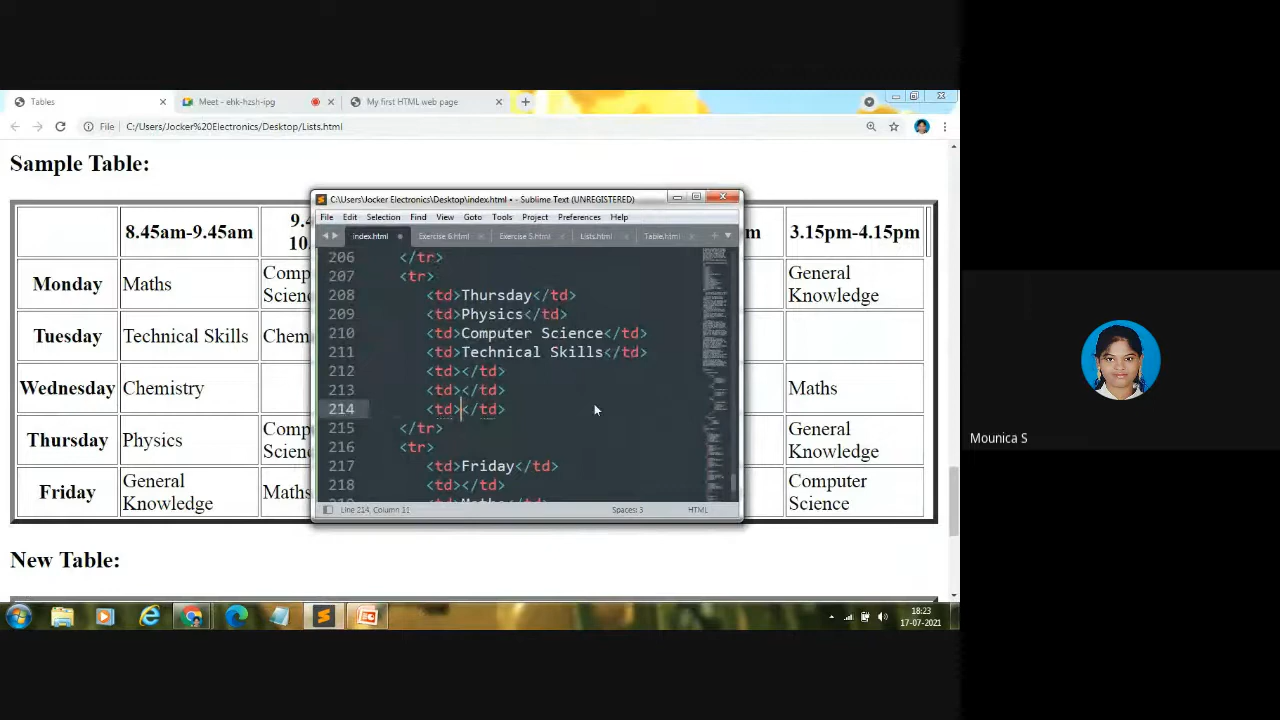 Tables
Meet - ehk-hzsh-ipg
My first HTML web page
File
C:/Users/Jocker%20Electronics/Desktop/Lists.html
Sample Table:
8.45am-9.45am
3.15pm-4.15pm
Monday
Maths
General
Knowledge
Tuesday
Technical Skills
Wednesday
Chemistry
Maths
Thursday
Physics
General
Knowledge
Friday
General
Knowledge
Maths
Computer
Science
New Table:
C:\Users\Jocker Electronics\Desktop\index.html • - Sublime Text (UNREGISTERED)
File Edit Selection Find View Goto Tools Project Preferences Help
index.html Exercise 6.html Exercise 5.html Lists.html Table.html
206 </tr>
207 <tr>
208 <td>Thursday</td>
209 <td>Physics</td>
210 <td>Computer Science</td>
211 <td>Technical Skills</td>
212 <td></td>
213 <td></td>
214 <td></td>
215 </tr>
216 <tr>
217 <td>Friday</td>
218 <td></td>
Line 214, Column 11
Spaces: 3
HTML
18:23
17-07-2021
Mounica S